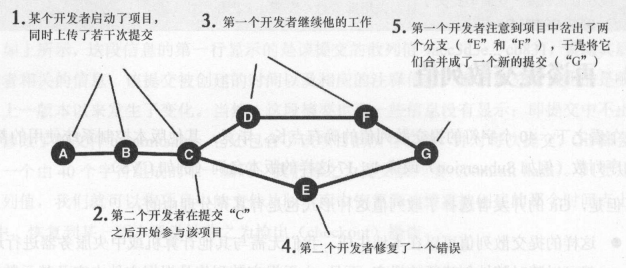 1. 某个开发者启动了项目，
同时上传了若干次提交
3. 第一个开发者继续他的工作
5. 第一个开发者注意到项目中岔出了两
个分支（“E”和“F”），于是将它
们合并成了一个新的提交（“G”）
D
F
A
B
C
G
E
2. 第二个开发者在提交“C”
之后开始参与该项目
4. 第二个开发者修复了一个错误